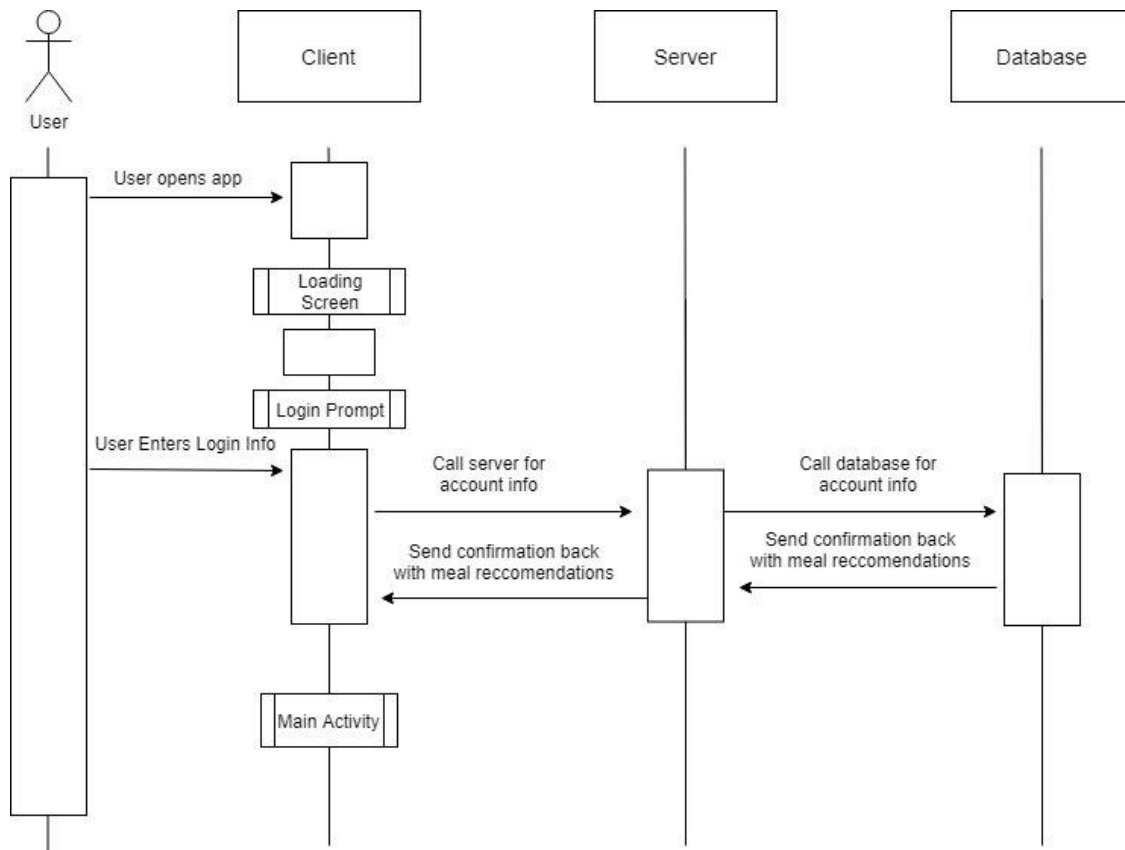 Client
Server
Database
User
User opens app
Loading
Screen
Login Prompt
User Enters Login Info
Call server for
account info
Call database for
account info
Send confirmation back
with meal reccomendations
Send confirmation back
with meal reccomendations
Main Activity